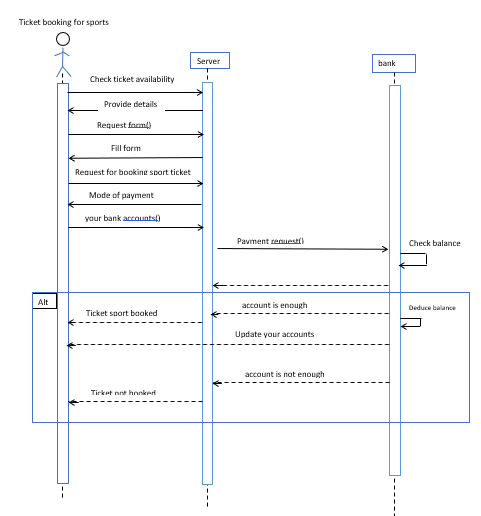 Ticket booking for sports
Server
bank
Check ticket availability
Provide details
Request form()
Fill form
Request for booking sport ticket
Mode of payment
your bank accounts()
Payment request()
Check balance
Alt
account is enough
Deduce balance
Ticket sport booked
Update your accounts
account is not enough
Ticket not booked